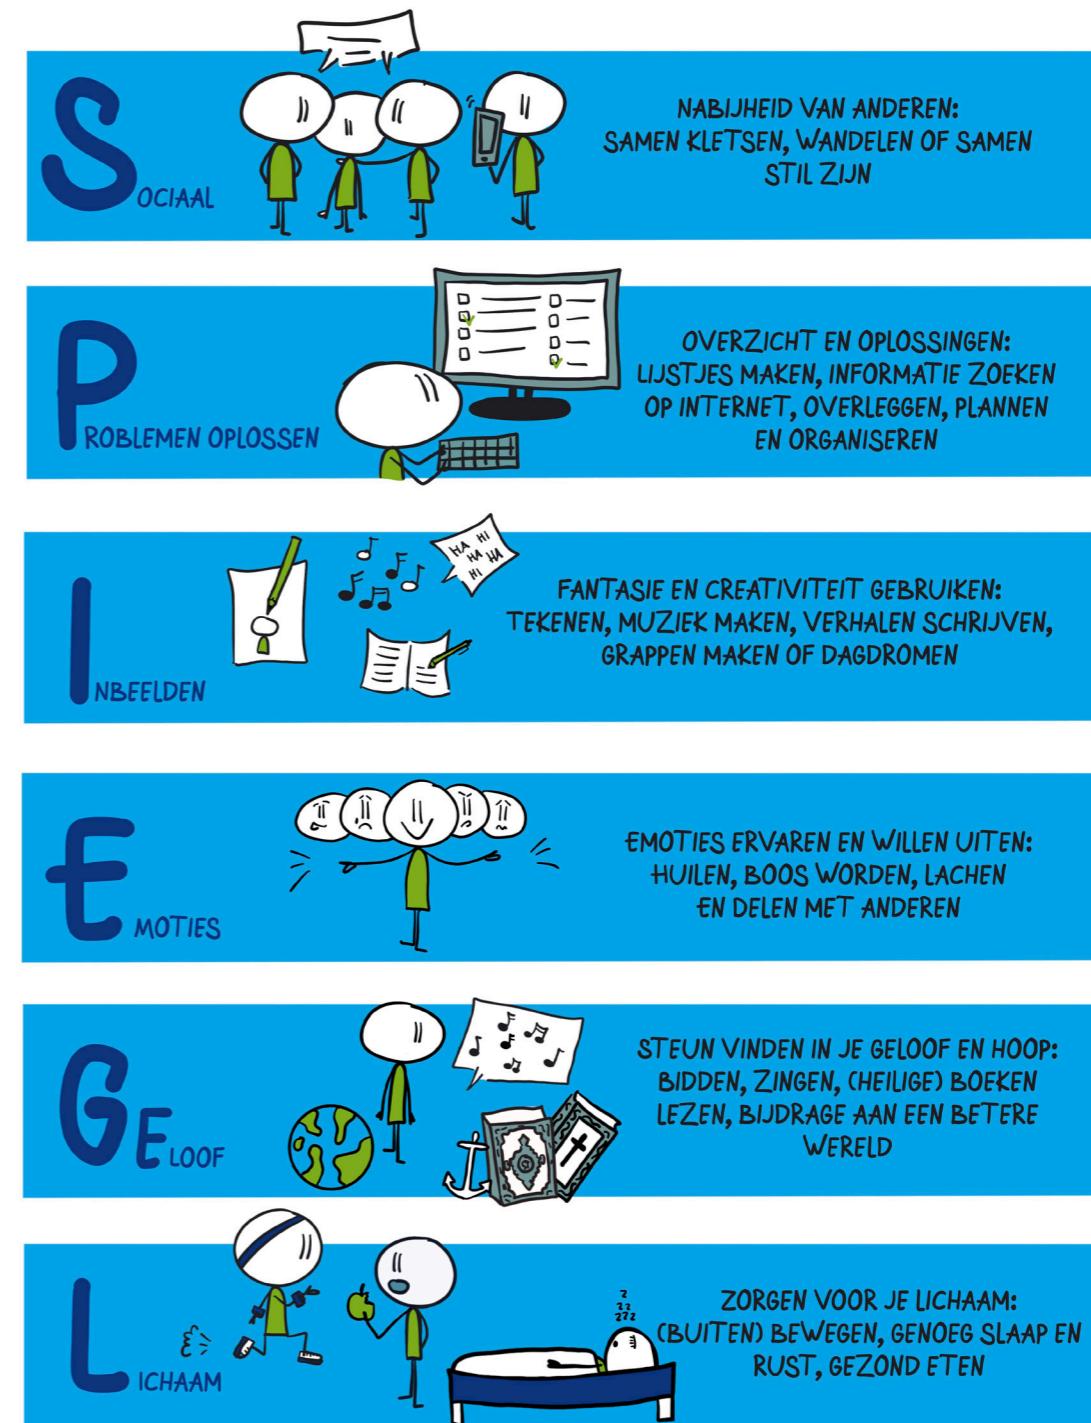 SOCIAAL
NABIJHEID VAN ANDEREN:
SAMEN KLETSEN, WANDELEN OF SAMEN
STIL ZIJN
PROBLEMEN OPLOSSEN
OVERZICHT EN OPLOSSINGEN:
LIJSTJES MAKEN, INFORMATIE ZOEKEN
OP INTERNET, OVERLEGGEN, PLANNEN
EN ORGANISEREN
HA HI
HA
HI HA
INBEELDEN
FANTASIE EN CREATIVITEIT GEBRUIKEN:
TEKENEN, MUZIEK MAKEN, VERHALEN SCHRIJVEN,
GRAPPEN MAKEN OF DAGDROMEN
EMOTIES
EMOTIES ERVAREN EN WILLEN UITEN:
HUILEN, BOOS WORDEN, LACHEN
EN DELEN MET ANDEREN
GELOOF
STEUN VINDEN IN JE GELOOF EN HOOP:
BIDDEN, ZINGEN, (HEILIGE) BOEKEN
LEZEN, BIJDRAGE AAN EEN BETERE
WERELD
LICHAAM
z
zz
zzz
ZORGEN VOOR JE LICHAAM:
(BUITEN) BEWEGEN, GENOEG SLAAP EN
RUST, GEZOND ETEN